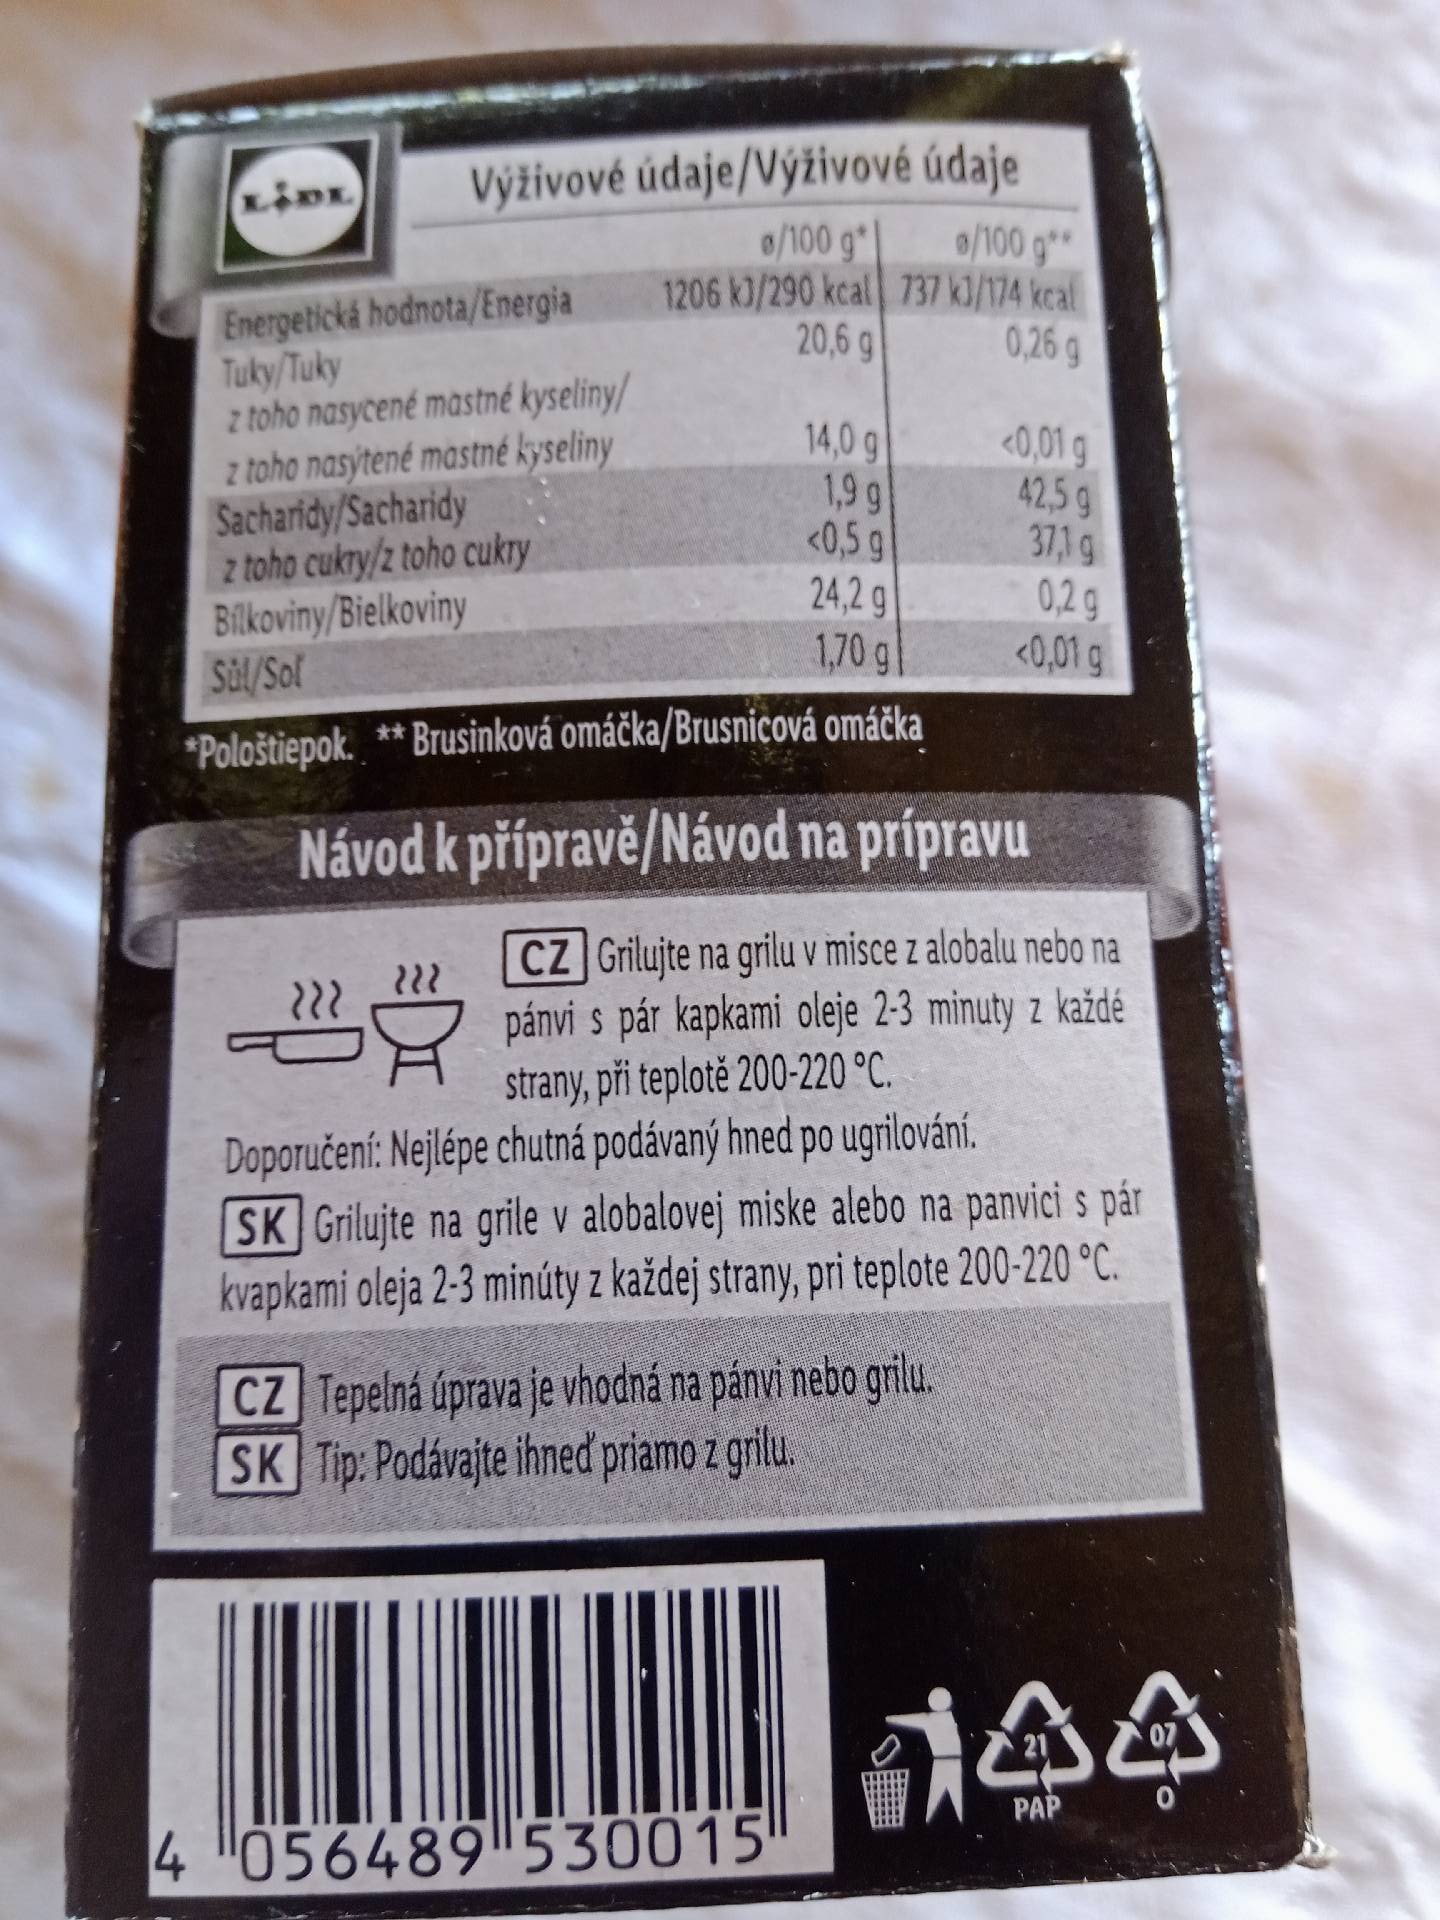 LIDL
Výživové údaje/Výživové údaje
ø/100 g* ø/100 g**
Energetická hodnota/Energia 1206 kJ/290 kcal 737 kJ/174 kcal
Tuky/Tuky 20,6 g 0,26 g
z toho nasycené mastné kyseliny/
z toho nasýtené mastné kyseliny 14,0 g <0,01 g
Sacharidy/Sacharidy 1,9 g 42,5 g
z toho cukry/z toho cukry <0,5 g 37,1 g
Bílkoviny/Bielkoviny 24,2 g 0,2 g
Sůl/Soľ 1,70 g <0,01 g
*Pološtiepok. ** Brusinková omáčka/Brusnicová omáčka
Návod k přípravě/Návod na prípravu
CZ Grilujte na grilu v misce z alobalu nebo na
pánvi s pár kapkami oleje 2-3 minuty z každé
strany, při teplotě 200-220 °C.
Doporučení: Nejlépe chutná podávaný hned po ugrilování.
SK Grilujte na grile v alobalovej miske alebo na panvici s pár
kvapkami oleja 2-3 minúty z každej strany, pri teplote 200-220 °C.
CZ Tepelná úprava je vhodná na pánvi nebo grilu.
SK Tip: Podávajte ihneď priamo z grilu.
4 056489 530015
21 07
PAP O